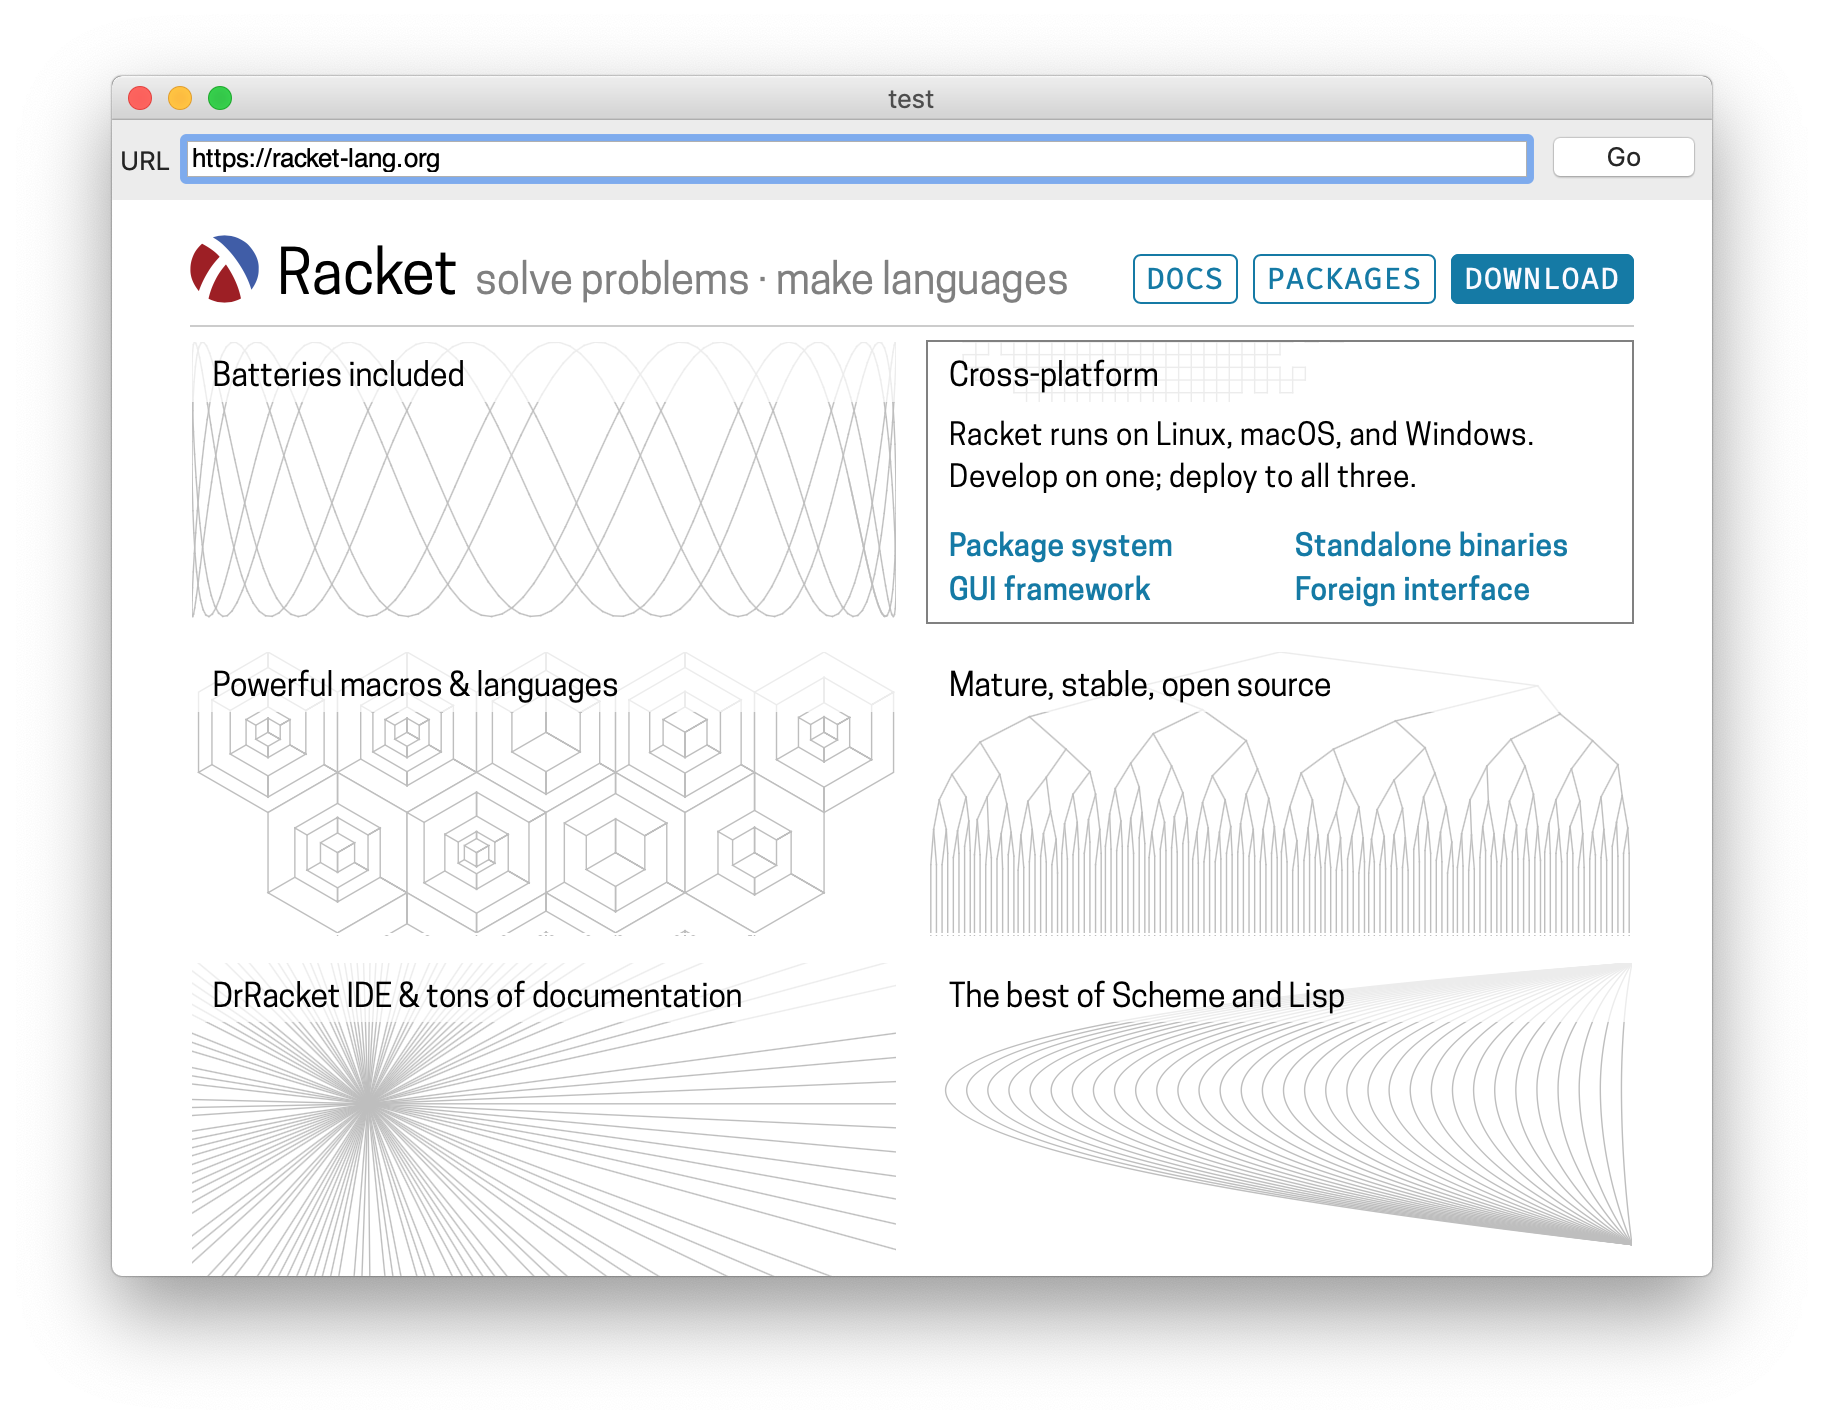 test
URL https://racket-lang.org Go
Racket solve problems · make languages DOCS PACKAGES DOWNLOAD
Batteries included
Cross-platform
Racket runs on Linux, macOS, and Windows.
Develop on one; deploy to all three.
Package system Standalone binaries
GUI framework Foreign interface
Powerful macros & languages
Mature, stable, open source
DrRacket IDE & tons of documentation
The best of Scheme and Lisp